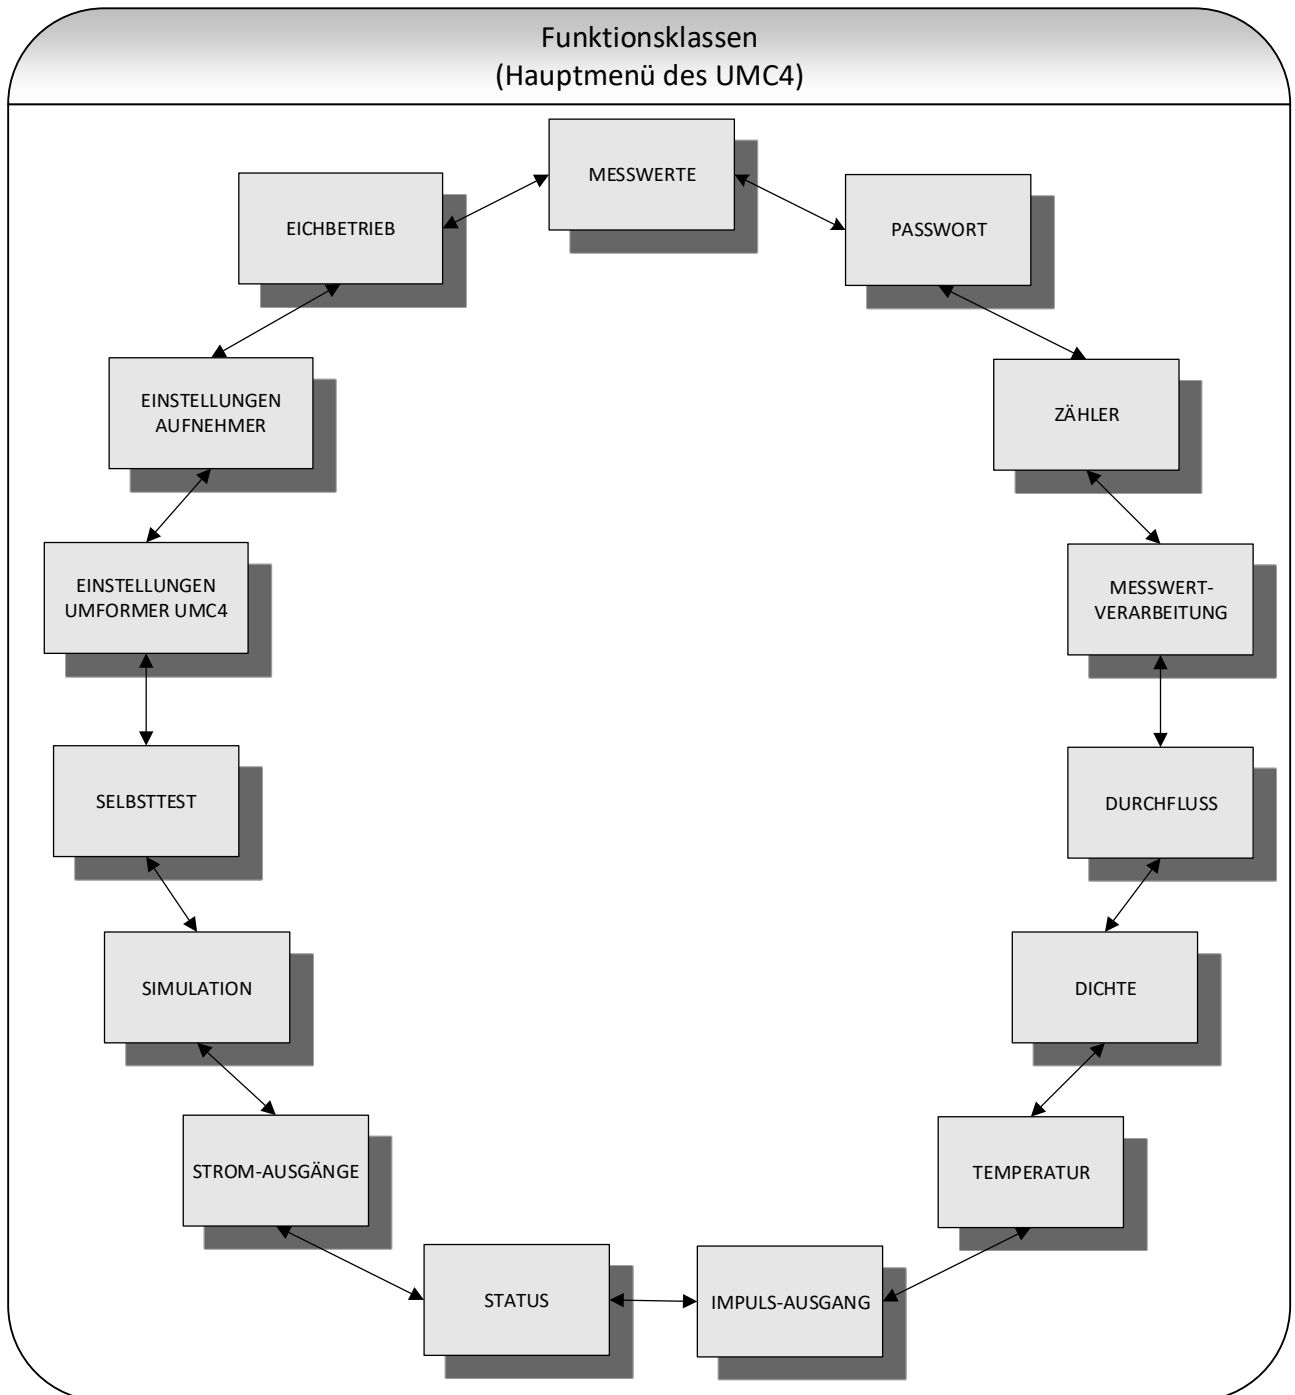 Funktionsklassen
(Hauptmenü des UMC4)
MESSWERTE
EICHBETRIEB
PASSWORT
EINSTELLUNGEN
AUFNEHMER
ZÄHLER
EINSTELLUNGEN
UMFORMER UMC4
MESSWERT-
VERARBEITUNG
SELBSTTEST
DURCHFLUSS
SIMULATION
DICHTE
STROM-AUSGÄNGE
TEMPERATUR
STATUS
IMPULS-AUSGANG